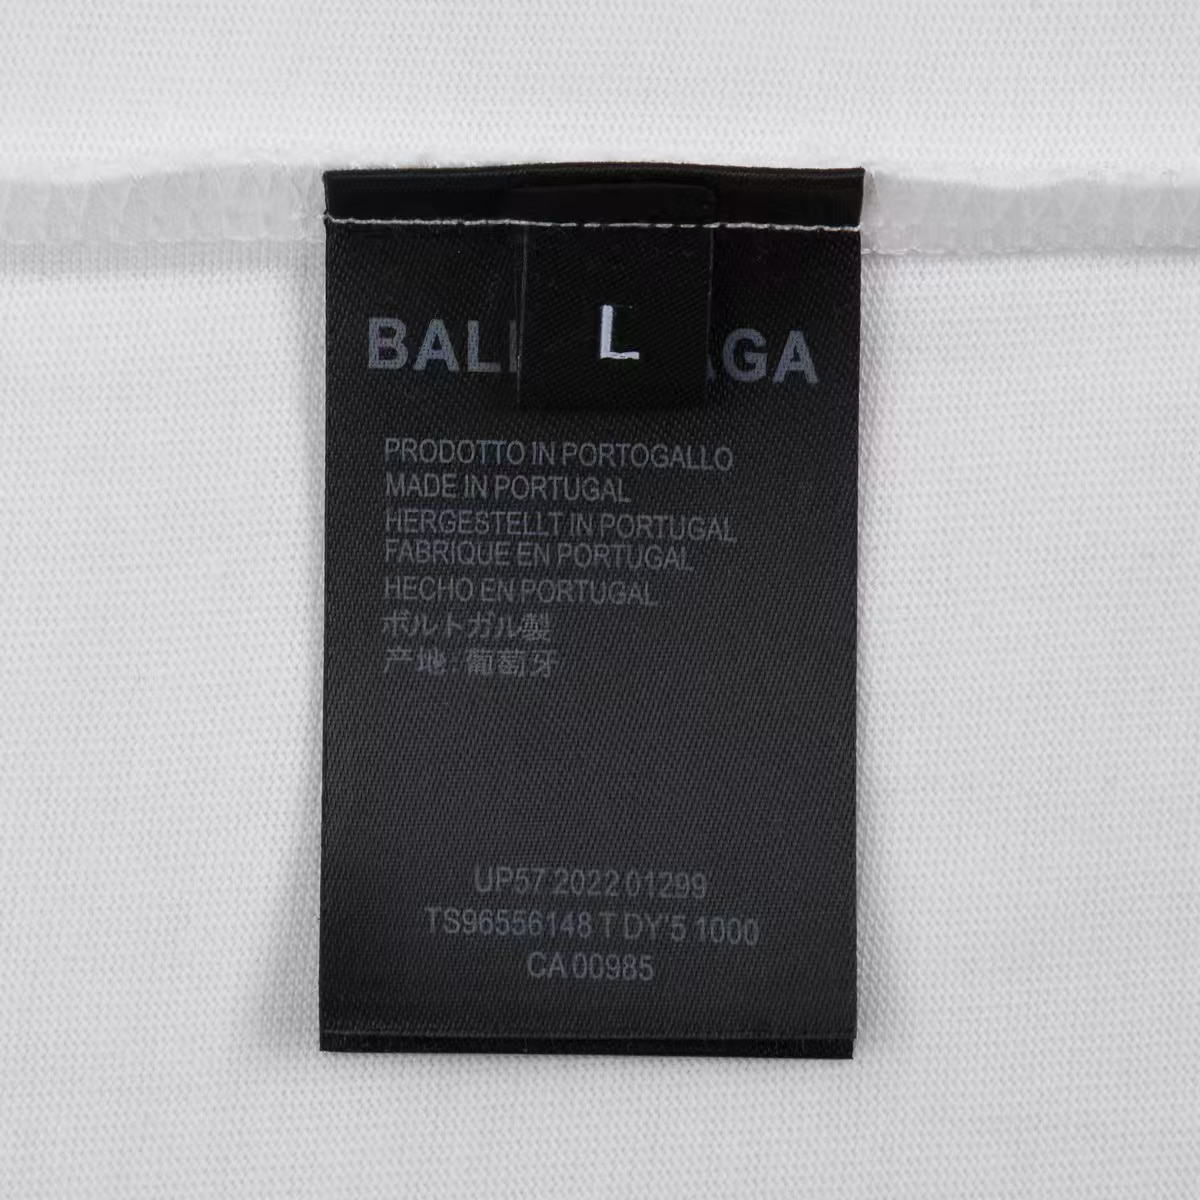 BAL L AGA
PRODOTTO IN PORTOGALLO
MADE IN PORTUGAL
HERGESTELLT IN PORTUGAL
FABRIQUE EN PORTUGAL
HECHO EN PORTUGAL
ボルトガル製
产地:葡萄牙
UP57 2022 01299
TS96556148 T DY'5 1000
CA 00985